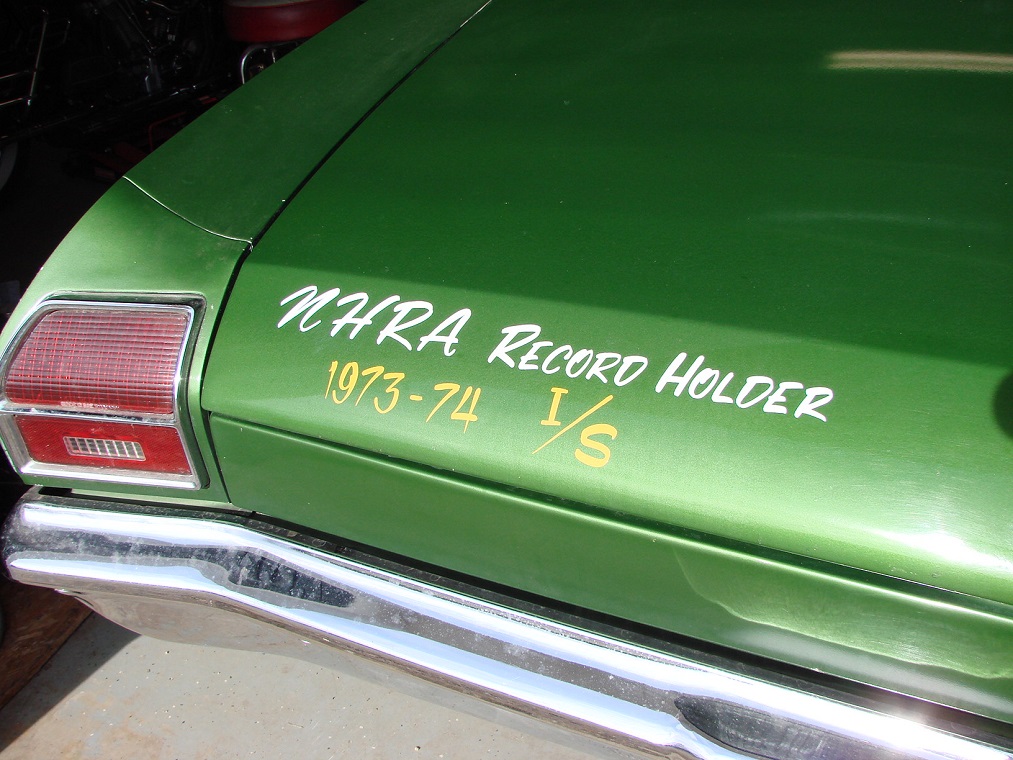 NHRA RECORD HOLDER
1973-74 I/S